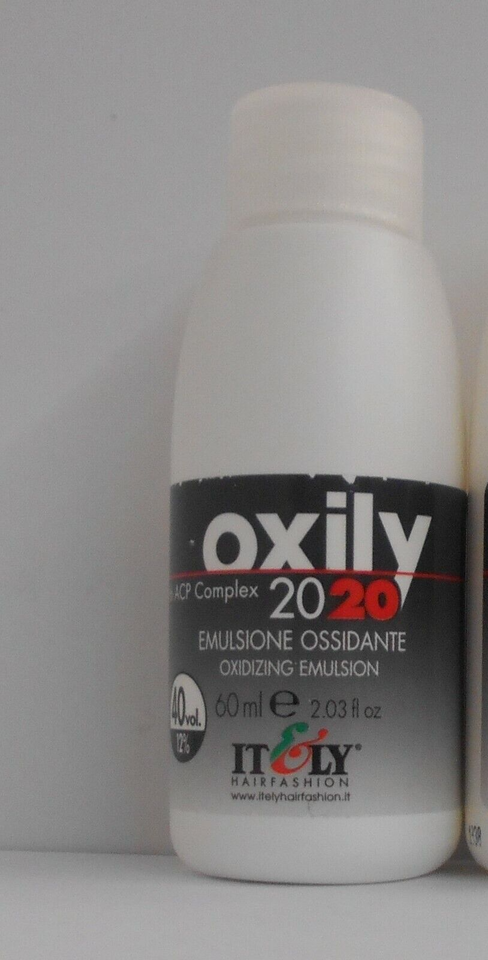 oxily
ACP Complex 2020
EMULSIONE OSSIDANTE
OXIDIZING EMULSION
40vol.
12%
60 ml e 2.03 fl oz
IT&LY®
HAIRFASHION
www.itelyhairfashion.it